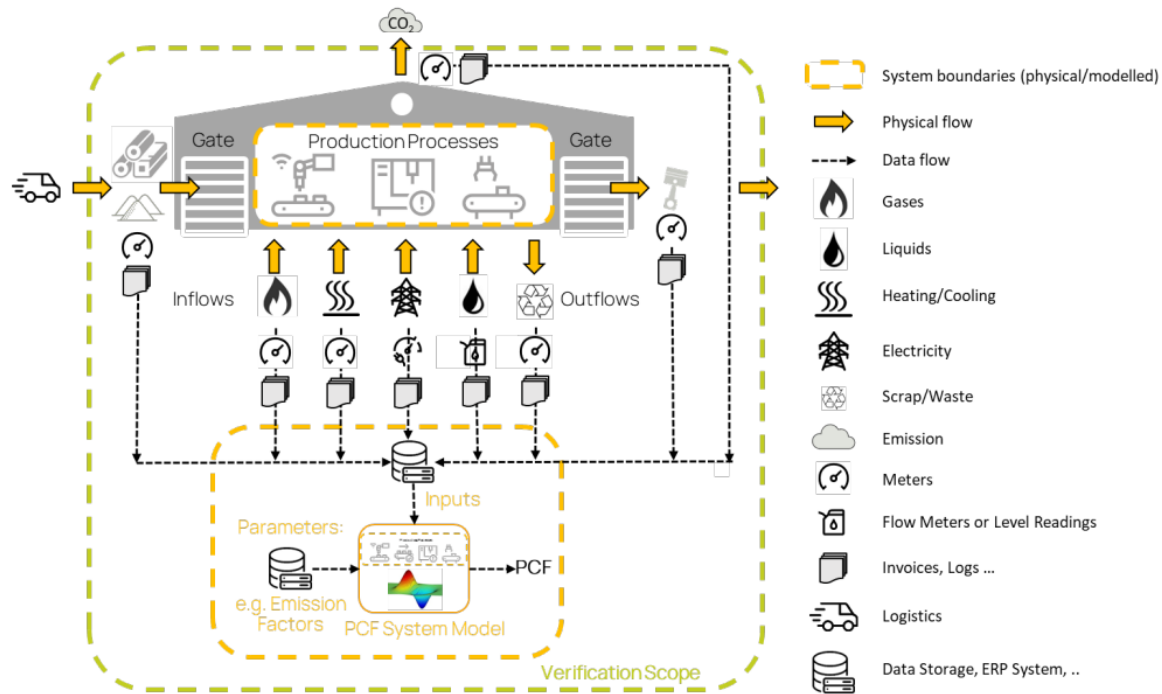 CO2
Gate
Production Processes
Gate
Inflows
Outflows
Inputs
Parameters:
PCF
e.g. Emission
Factors
PCF System Model
Verification Scope
System boundaries (physical/modelled)
Physical flow
Data flow
Gases
Liquids
Heating/Cooling
Electricity
Scrap/Waste
Emission
Meters
Flow Meters or Level Readings
Invoices, Logs ...
Logistics
Data Storage, ERP System, ..